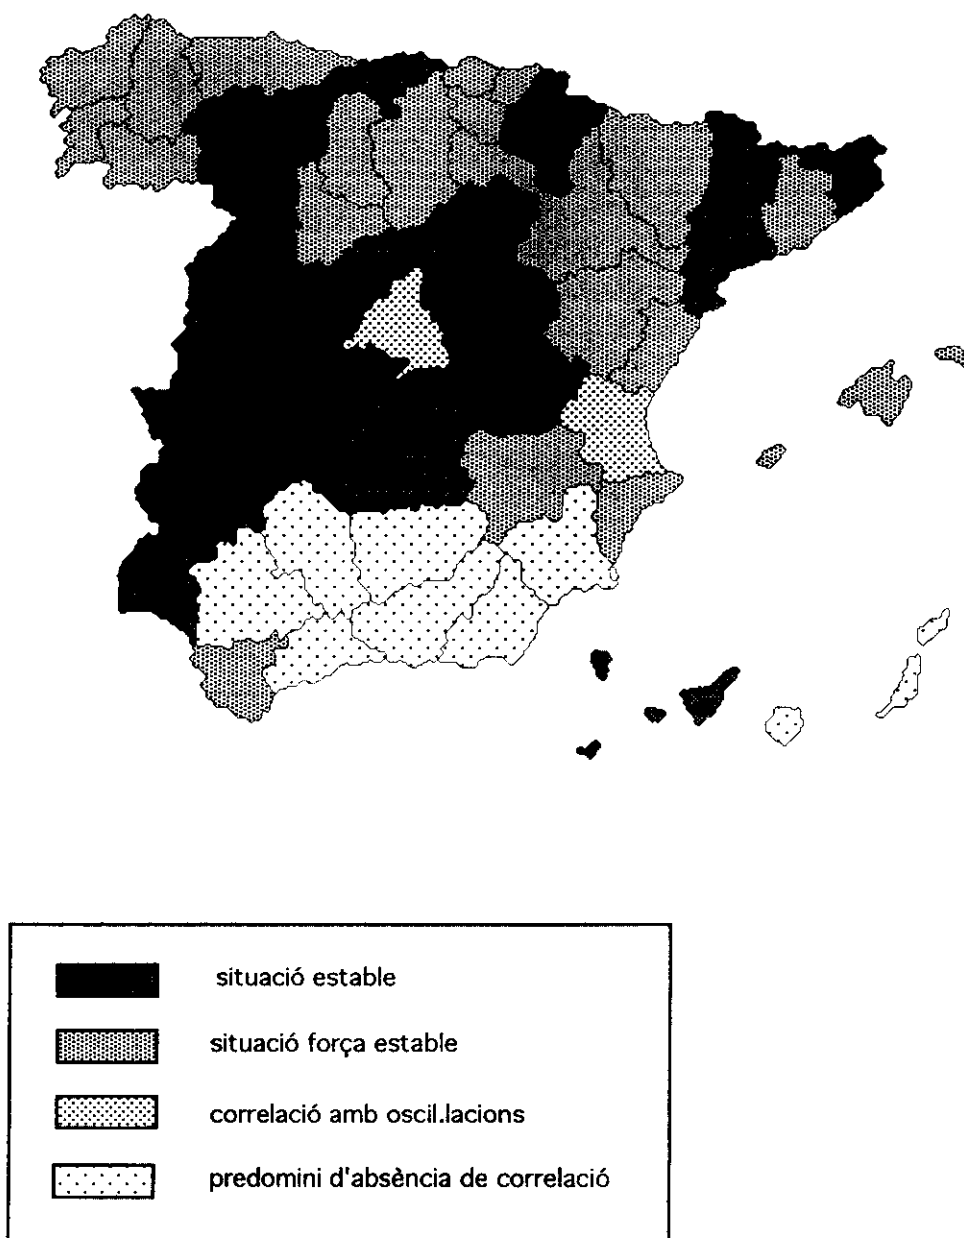 situació estable
situació força estable
correlació amb oscil.lacions
predomini d'absència de correlació